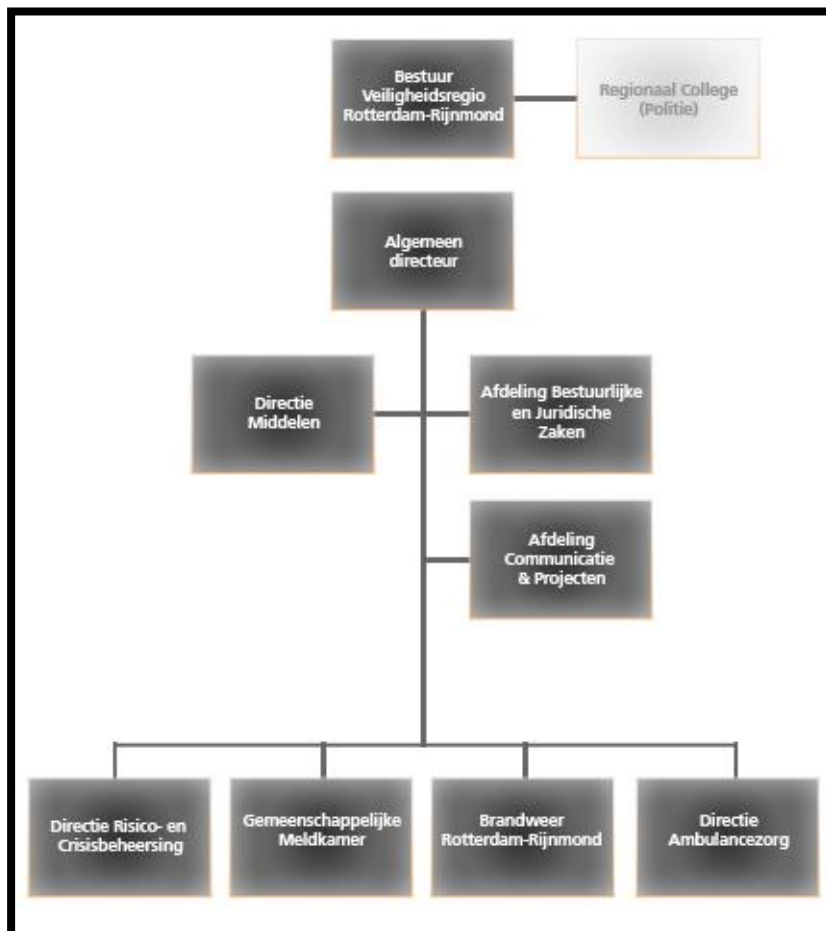 Bestuur
Veiligheidsregio
Rotterdam-Rijnmond
Regionaal College
(Politie)
Algemeen
directeur
Directie
Middelen
Afdeling Bestuurlijke
en Juridische
Zaken
Afdeling
Communicatie
& Projecten
Directie Risico- en
Crisisbeheersing
Gemeenschappelijke
Meldkamer
Brandweer
Rotterdam-Rijnmond
Directie
Ambulancezorg